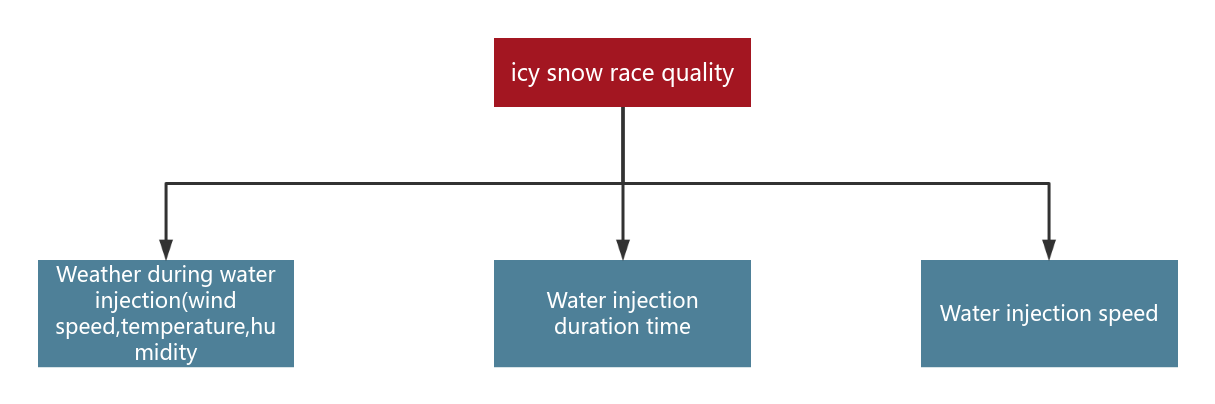 icy snow race quality
Weather during water
injection(wind
speed,temperature,hu
midity
Water injection
duration time
Water injection speed